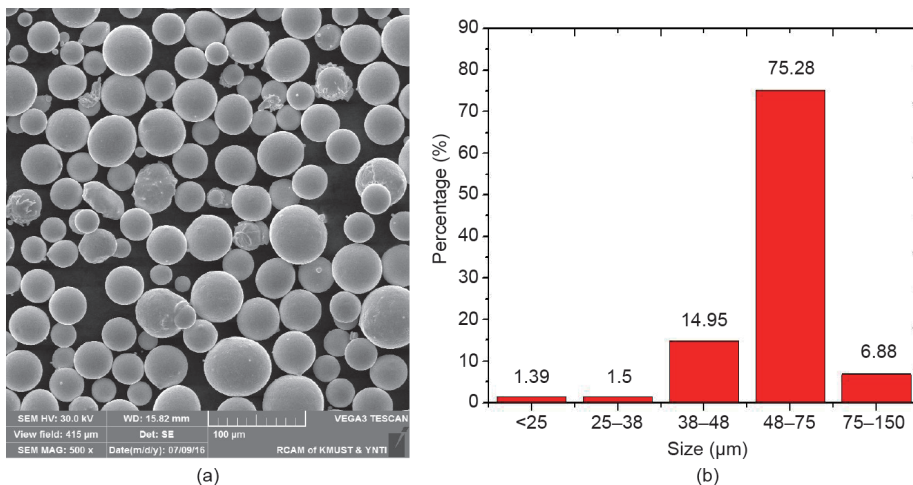 SEM HV: 30.0 kV
WD: 15.82 mm
VEGA3 TESCAN
View field: 415 µm
Det: SE
100 µm
SEM MAG: 500 x
Date(m/d/y): 07/09/16
RCAM of KMUST & YNTI
(a)
90
80
70
60
50
40
30
20
10
0
Percentage (%)
1.39
1.5
14.95
75.28
6.88
<25
25–38
38–48
48–75
75–150
Size (µm)
(b)